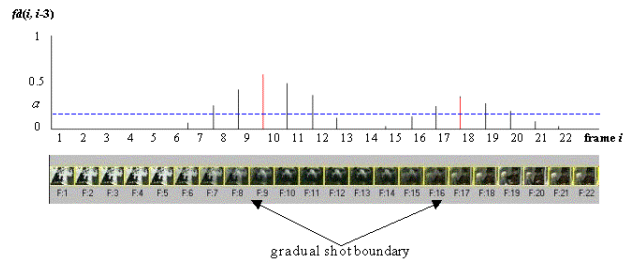 fd(i, i-3)
1
0.5
α
0
1 2 3 4 5 6 7 8 9 10 11 12 13 14 15 16 17 18 19 20 21 22 frame i
F:1 F:2 F:3 F:4 F:5 F:6 F:7 F:8 F:9 F:10 F:11 F:12 F:13 F:14 F:15 F:16 F:17 F:18 F:19 F:20 F:21 F:22
gradual shot boundary